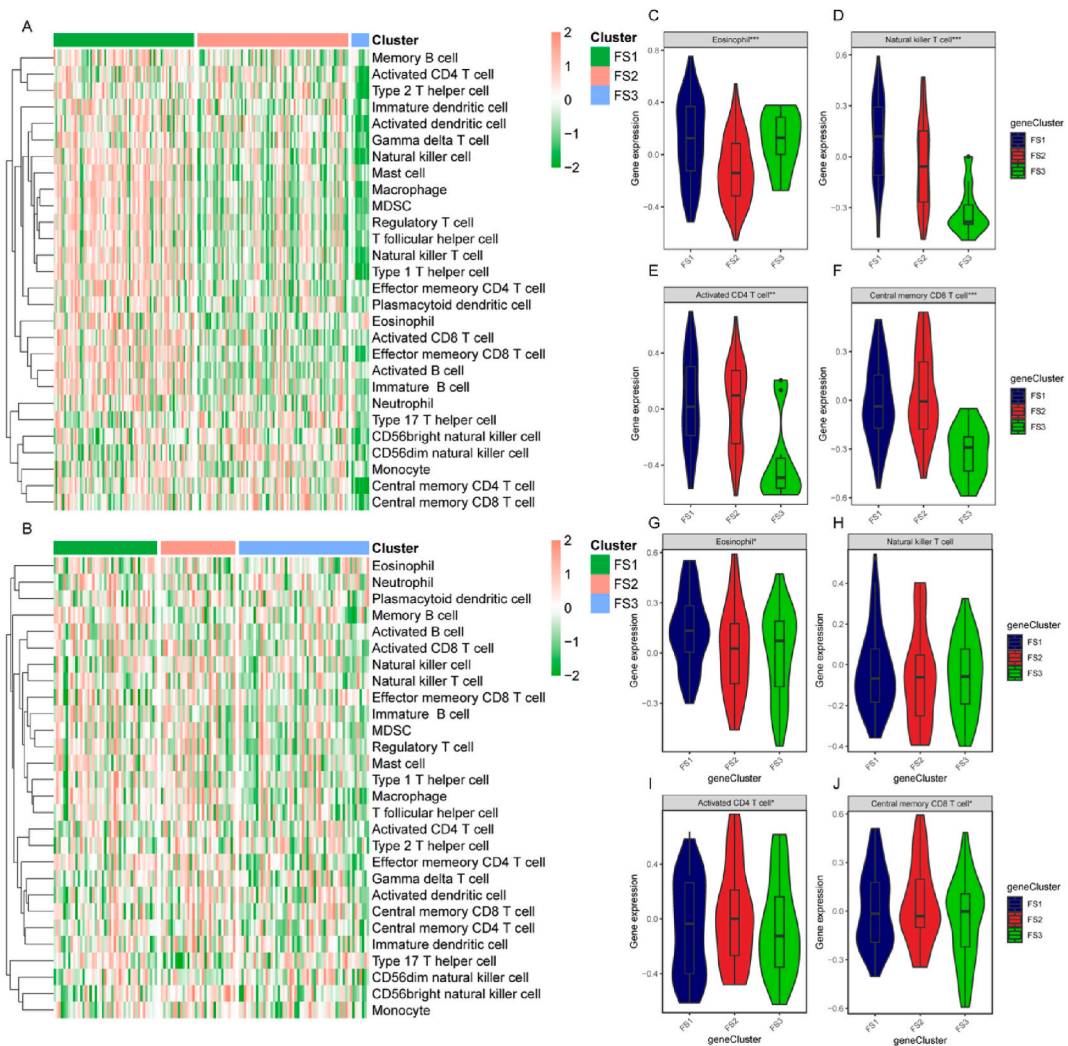 A
Cluster
Memory B cell
Activated CD4 T cell
Type 2 T helper cell
Immature dendritic cell
Activated dendritic cell
Gamma delta T cell
Natural killer cell
Mast cell
Macrophage
MDSC
Regulatory T cell
T follicular helper cell
Natural killer T cell
Type 1 T helper cell
Effector memeory CD4 T cell
Plasmacytoid dendritic cell
Eosinophil
Activated CD8 T cell
Effector memeory CD8 T cell
Activated B cell
Immature  B cell
Neutrophil
Type 17 T helper cell
CD56bright natural killer cell
CD56dim natural killer cell
Monocyte
Central memory CD4 T cell
Central memory CD8 T cell
2
1
0
−1
−2
Cluster
FS1
FS2
FS3
B
Cluster
Eosinophil
Neutrophil
Plasmacytoid dendritic cell
Memory B cell
Activated B cell
Activated CD8 T cell
Natural killer cell
Natural killer T cell
Effector memeory CD8 T cell
Immature  B cell
MDSC
Regulatory T cell
Mast cell
Type 1 T helper cell
Macrophage
T follicular helper cell
Activated CD4 T cell
Type 2 T helper cell
Effector memeory CD4 T cell
Gamma delta T cell
Activated dendritic cell
Central memory CD8 T cell
Central memory CD4 T cell
Immature dendritic cell
Type 17 T helper cell
CD56dim natural killer cell
CD56bright natural killer cell
Monocyte
2
1
0
−1
−2
Cluster
FS1
FS2
FS3
C
Eosinophil***
Gene expression
0.8
0.4
0.0
−0.4
FS1
FS2
FS3
D
Natural killer T cell***
Gene expression
0.6
0.3
0.0
−0.3
FS1
FS2
FS3
geneCluster
FS1
FS2
FS3
E
Activated CD4 T cell**
Gene expression
0.4
0.0
−0.4
FS1
FS2
FS3
F
Central memory CD8 T cell***
Gene expression
0.3
0.0
−0.3
−0.6
FS1
FS2
FS3
geneCluster
FS1
FS2
FS3
G
Eosinophil*
Gene expression
0.6
0.3
0.0
−0.3
FS1
FS2
FS3
geneCluster
H
Natural killer T cell
Gene expression
0.4
0.2
0.0
−0.2
−0.4
FS1
FS2
FS3
geneCluster
geneCluster
FS1
FS2
FS3
I
Activated CD4 T cell*
Gene expression
0.4
0.0
−0.4
FS1
FS2
FS3
geneCluster
J
Central memory CD8 T cell*
Gene expression
0.6
0.3
0.0
−0.3
−0.6
FS1
FS2
FS3
geneCluster
geneCluster
FS1
FS2
FS3